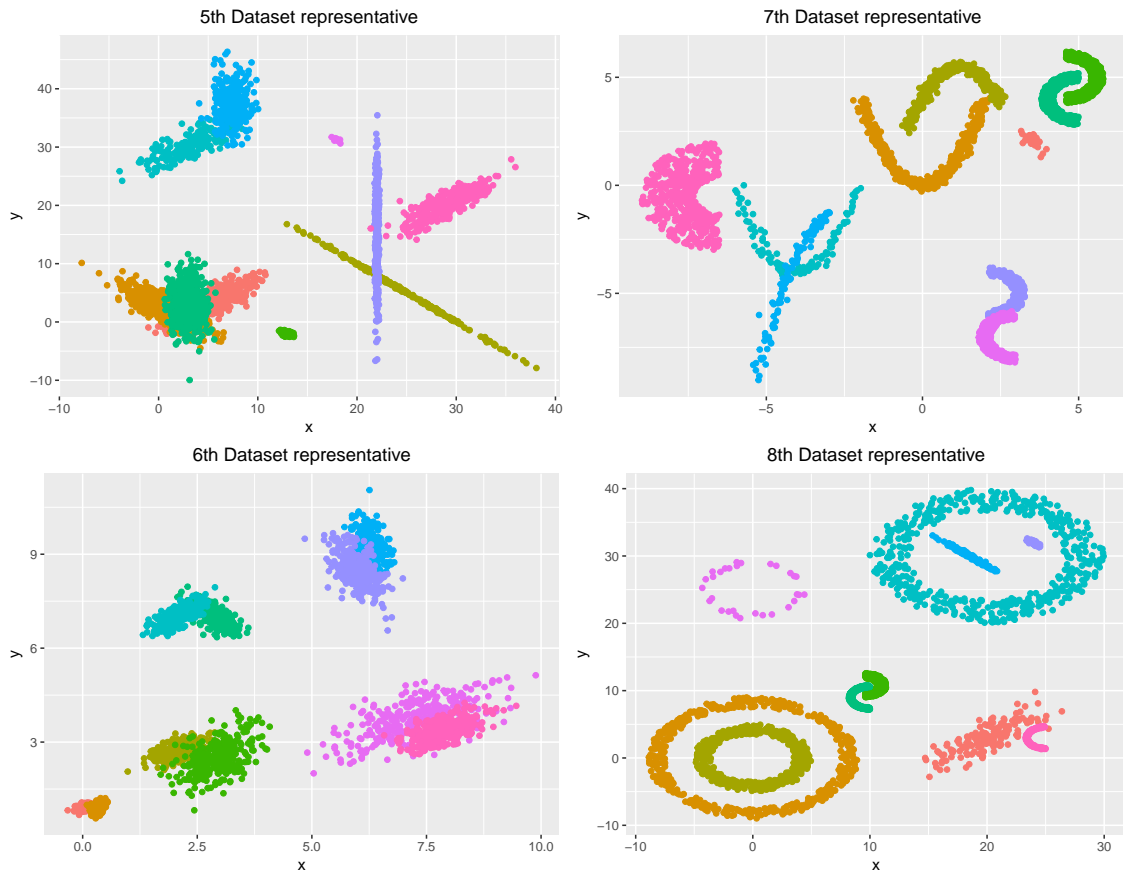 5th Dataset representative
y
40
30
20
10
0
−10
−10 0 10 20 30 40
x
7th Dataset representative
y
5
0
−5
−5 0 5
x
6th Dataset representative
y
9
6
3
0.0 2.5 5.0 7.5 10.0
x
8th Dataset representative
y
40
30
20
10
0
−10
−10 0 10 20 30
x